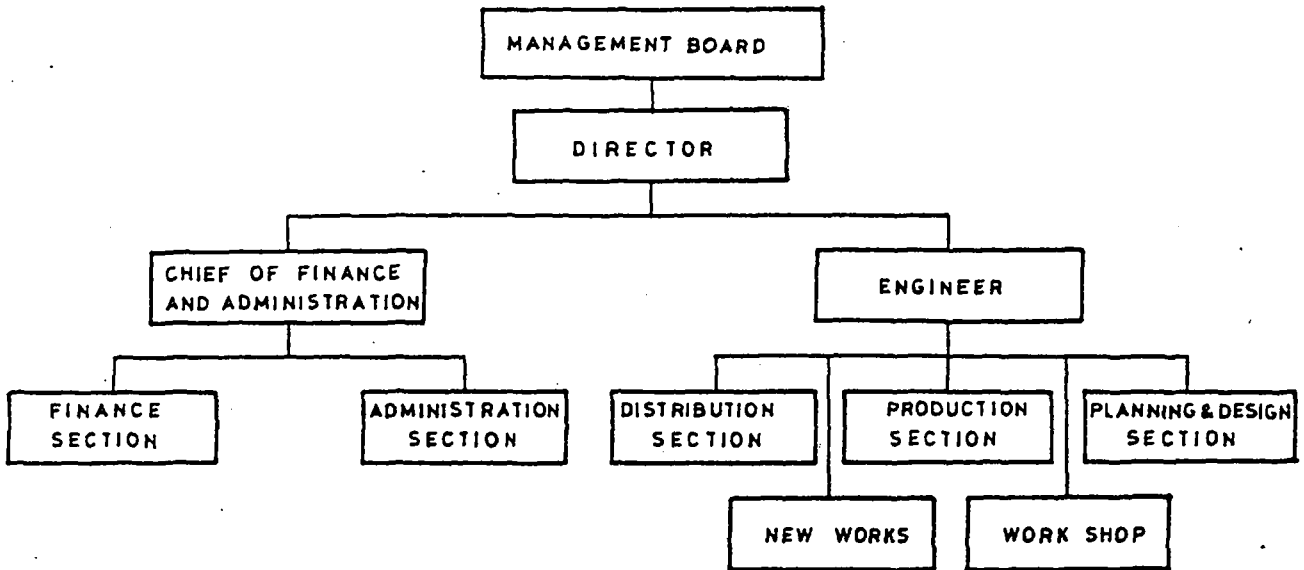 MANAGEMENT BOARD
DIRECTOR
CHIEF OF FINANCE
AND ADMINISTRATION
ENGINEER
FINANCE
SECTION
ADMINISTRATION
SECTION
DISTRIBUTION
SECTION
PRODUCTION
SECTION
PLANNING & DESIGN
SECTION
NEW WORKS
WORK SHOP